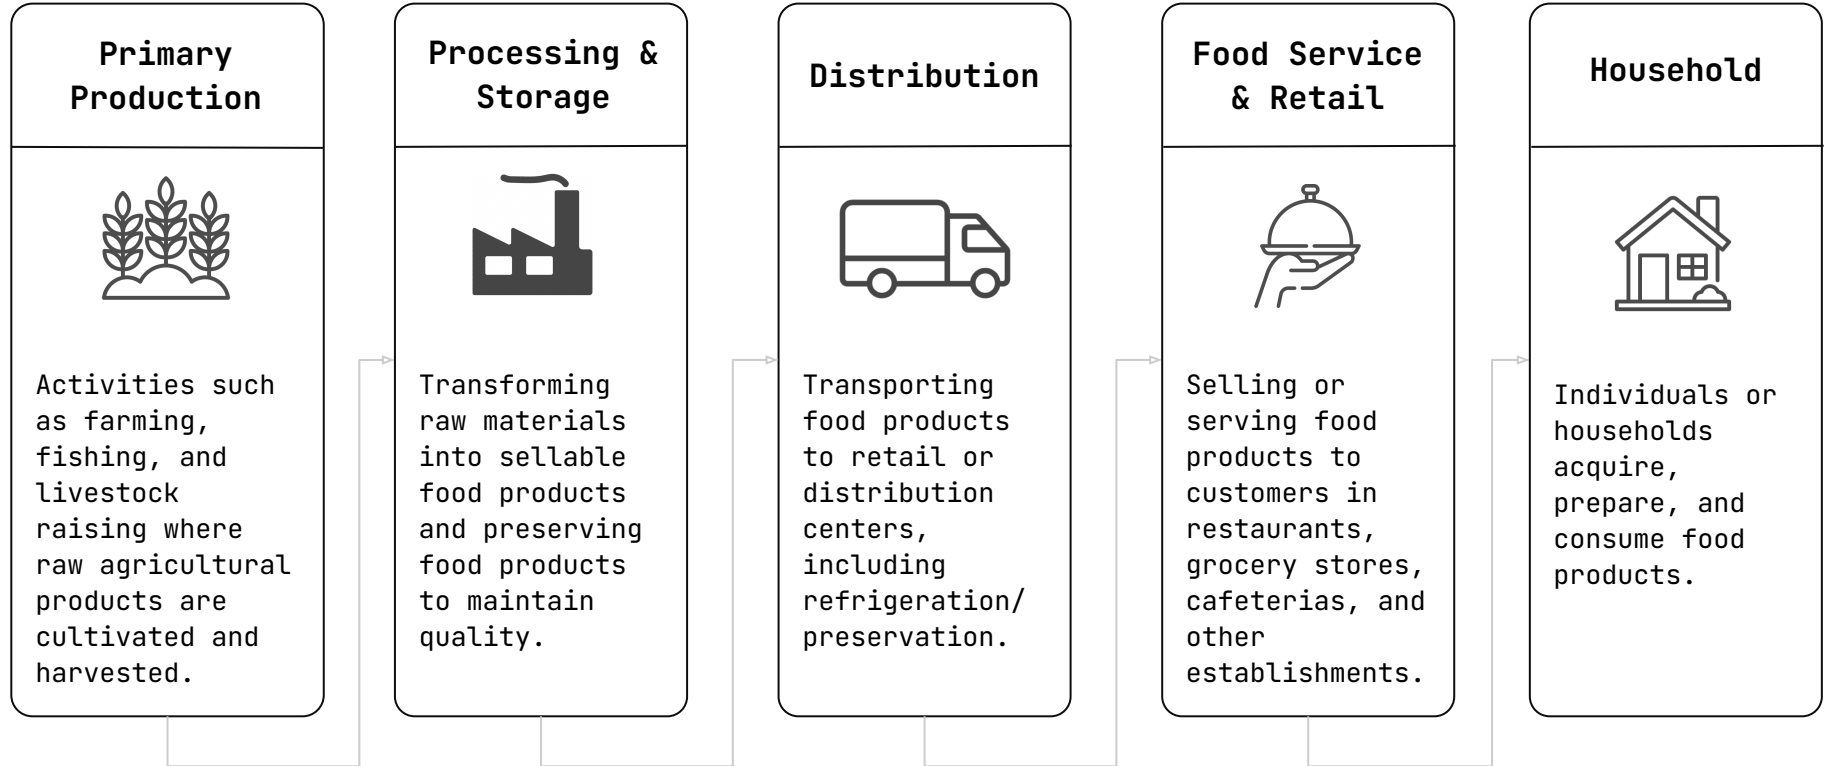 Primary
Production
Activities such
as farming,
fishing, and
livestock
raising where
raw agricultural
products are
cultivated and
harvested.
Processing &
Storage
Transforming
raw materials
into sellable
food products
and preserving
food products
to maintain
quality.
Distribution
Transporting
food products
to retail or
distribution
centers,
including
refrigeration/
preservation.
Food Service
& Retail
Selling or
serving food
products to
customers in
restaurants,
grocery stores,
cafeterias, and
other
establishments.
Household
Individuals or
households
acquire,
prepare, and
consume food
products.